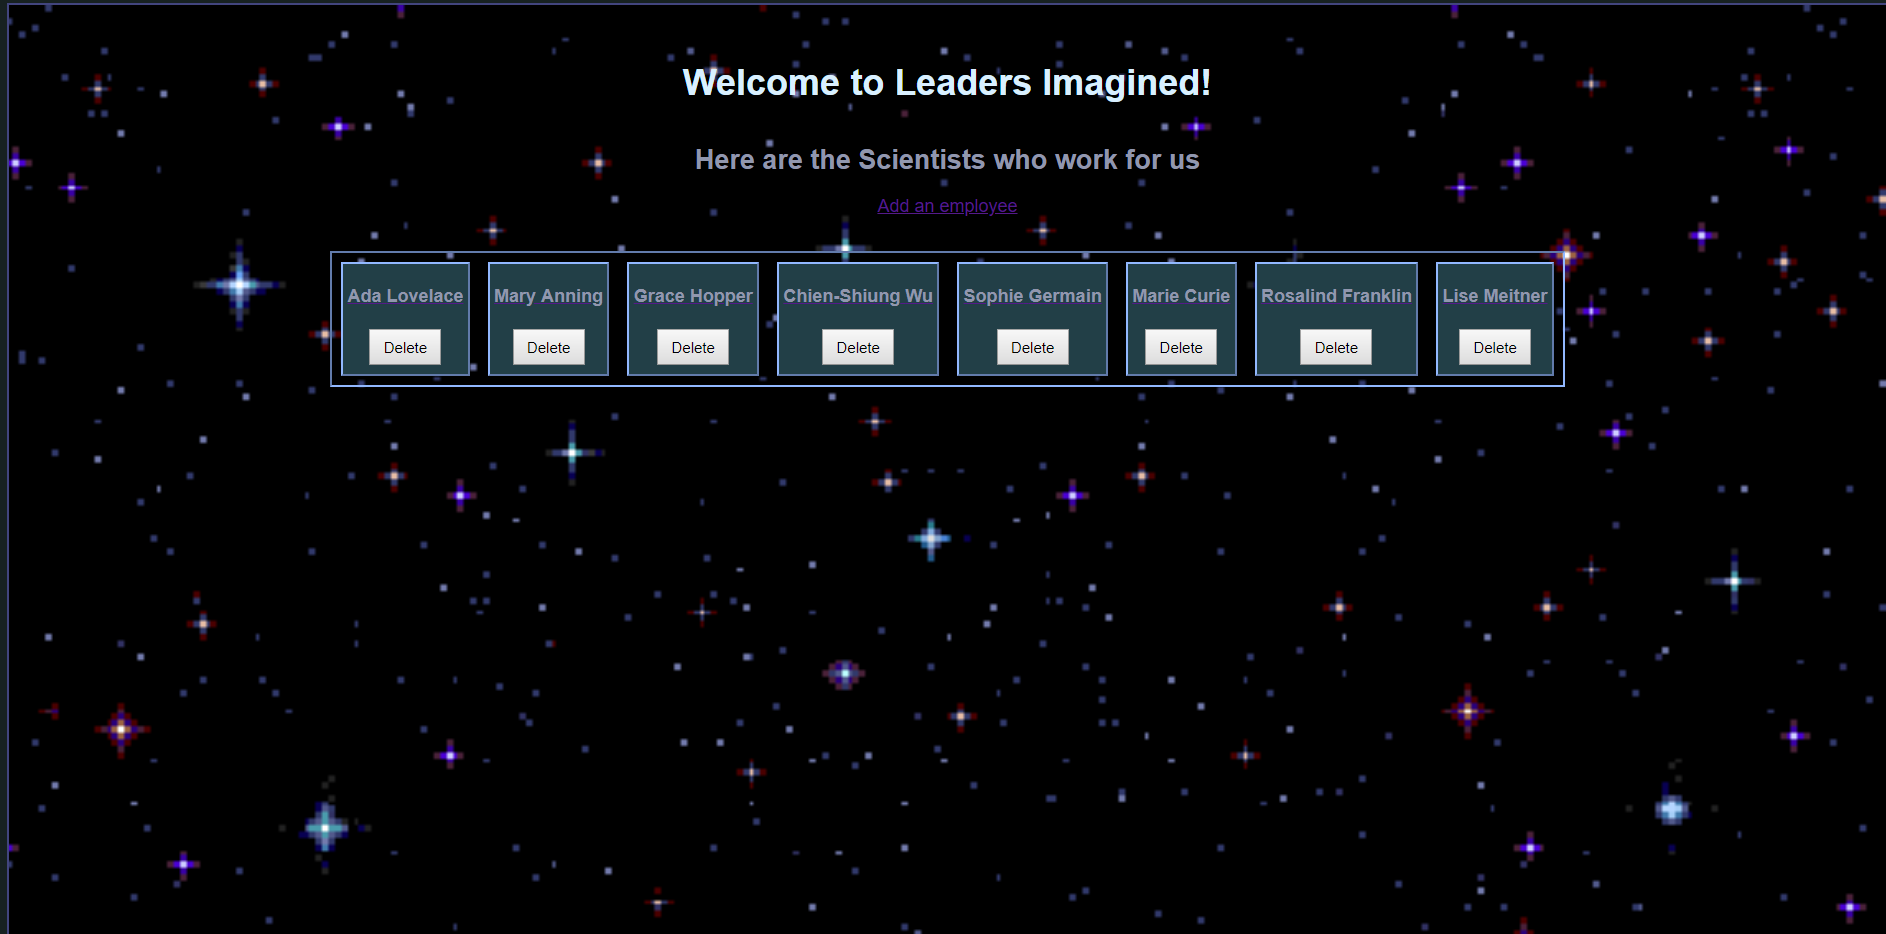 Welcome to Leaders Imagined!
Here are the Scientists who work for us
Add an employee
Ada Lovelace Mary Anning Grace Hopper Chien-Shiung Wu Sophie Germain Marie Curie Rosalind Franklin Lise Meitner
Delete Delete Delete Delete Delete Delete Delete Delete